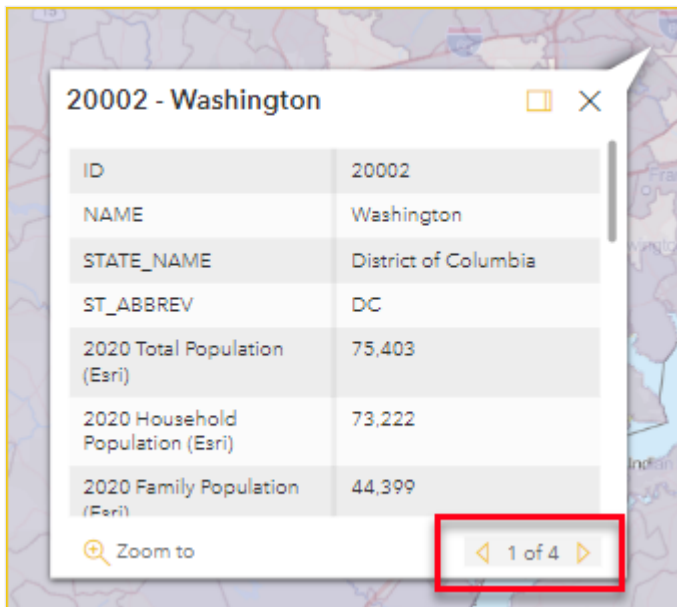 20002 - Washington
ID 20002
NAME Washington
STATE_NAME District of Columbia
ST_ABBREV DC
2020 Total Population 75,403
(Esri)
2020 Household 73,222
Population (Esri)
2020 Family Population 44,399
(Esri)
Zoom to 1 of 4